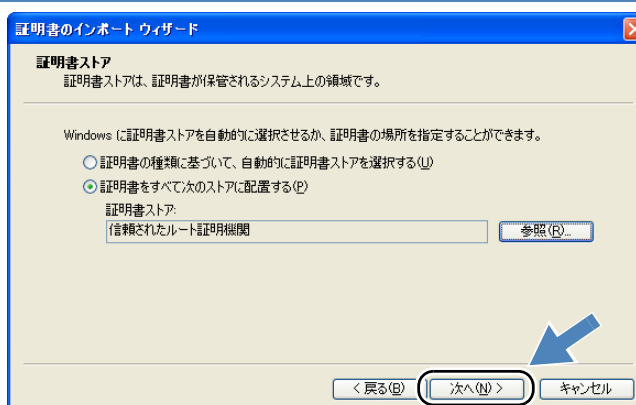 証明書のインポート ウィザード
証明書ストア
証明書ストアは、証明書が保管されるシステム上の領域です。
Windows に証明書ストアを自動的に選択させるか、証明書の場所を指定することができます。
証明書の種類に基づいて、自動的に証明書ストアを選択する(U)
証明書をすべて次のストアに配置する(P)
証明書ストア:
信頼されたルート証明機関
参照(R)...
< 戻る(B)
次へ(N) >
キャンセル